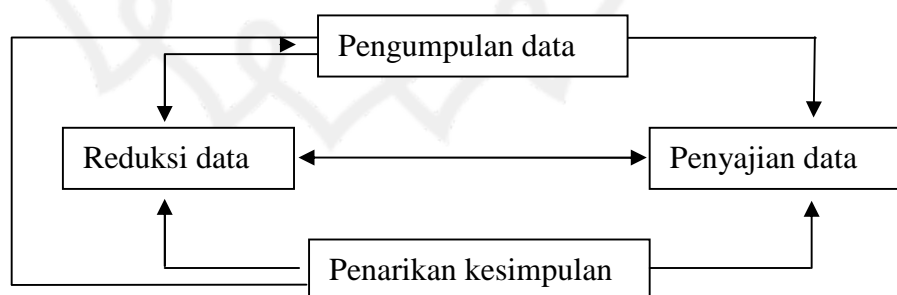 Pengumpulan data
Reduksi data
Penyajian data
Penarikan kesimpulan